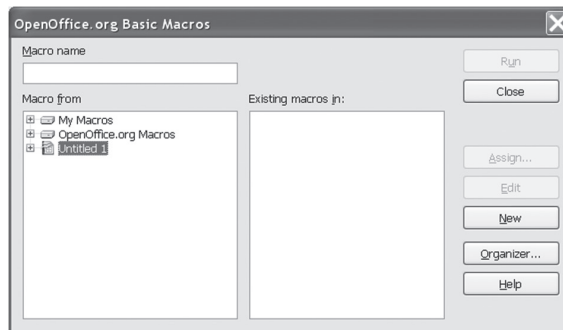 OpenOffice.org Basic Macros
Macro name
Run
Close
Macro from
Existing macros in:
My Macros
OpenOffice.org Macros
Untitled 1
Assign...
Edit
New
Organizer...
Help